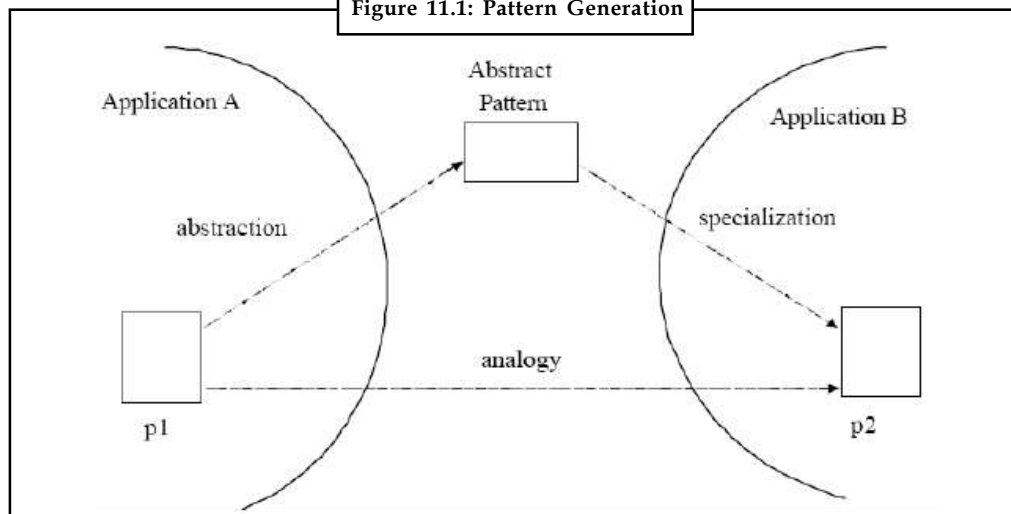 Figure 11.1: Pattern Generation
Abstract
Pattern
Application A
Application B
abstraction
specialization
analogy
p1
p2